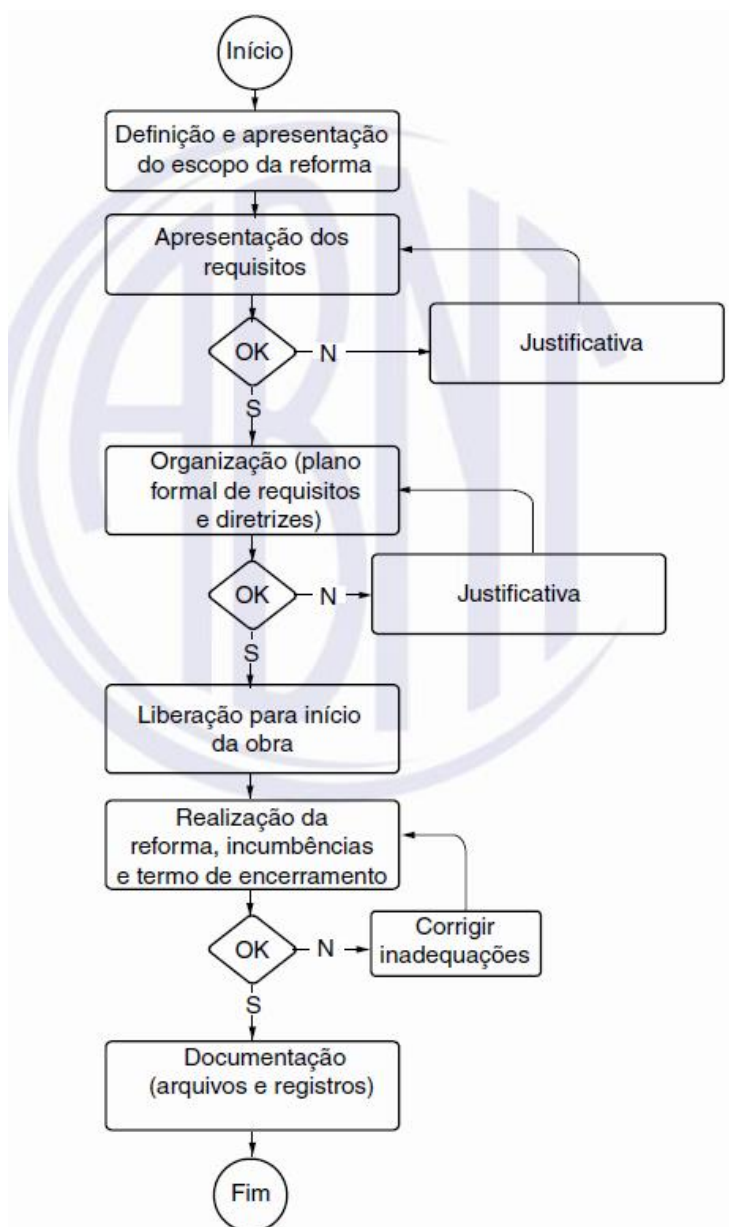 Início
Definição e apresentação
do escopo da reforma
Apresentação dos
requisitos
OK
N
Justificativa
S
Organização (plano
formal de requisitos
e diretrizes)
OK
N
Justificativa
S
Liberação para início
da obra
Realização da
reforma, incumbências
e termo de encerramento
OK
N
Corrigir
inadequações
S
Documentação
(arquivos e registros)
Fim
ABNT